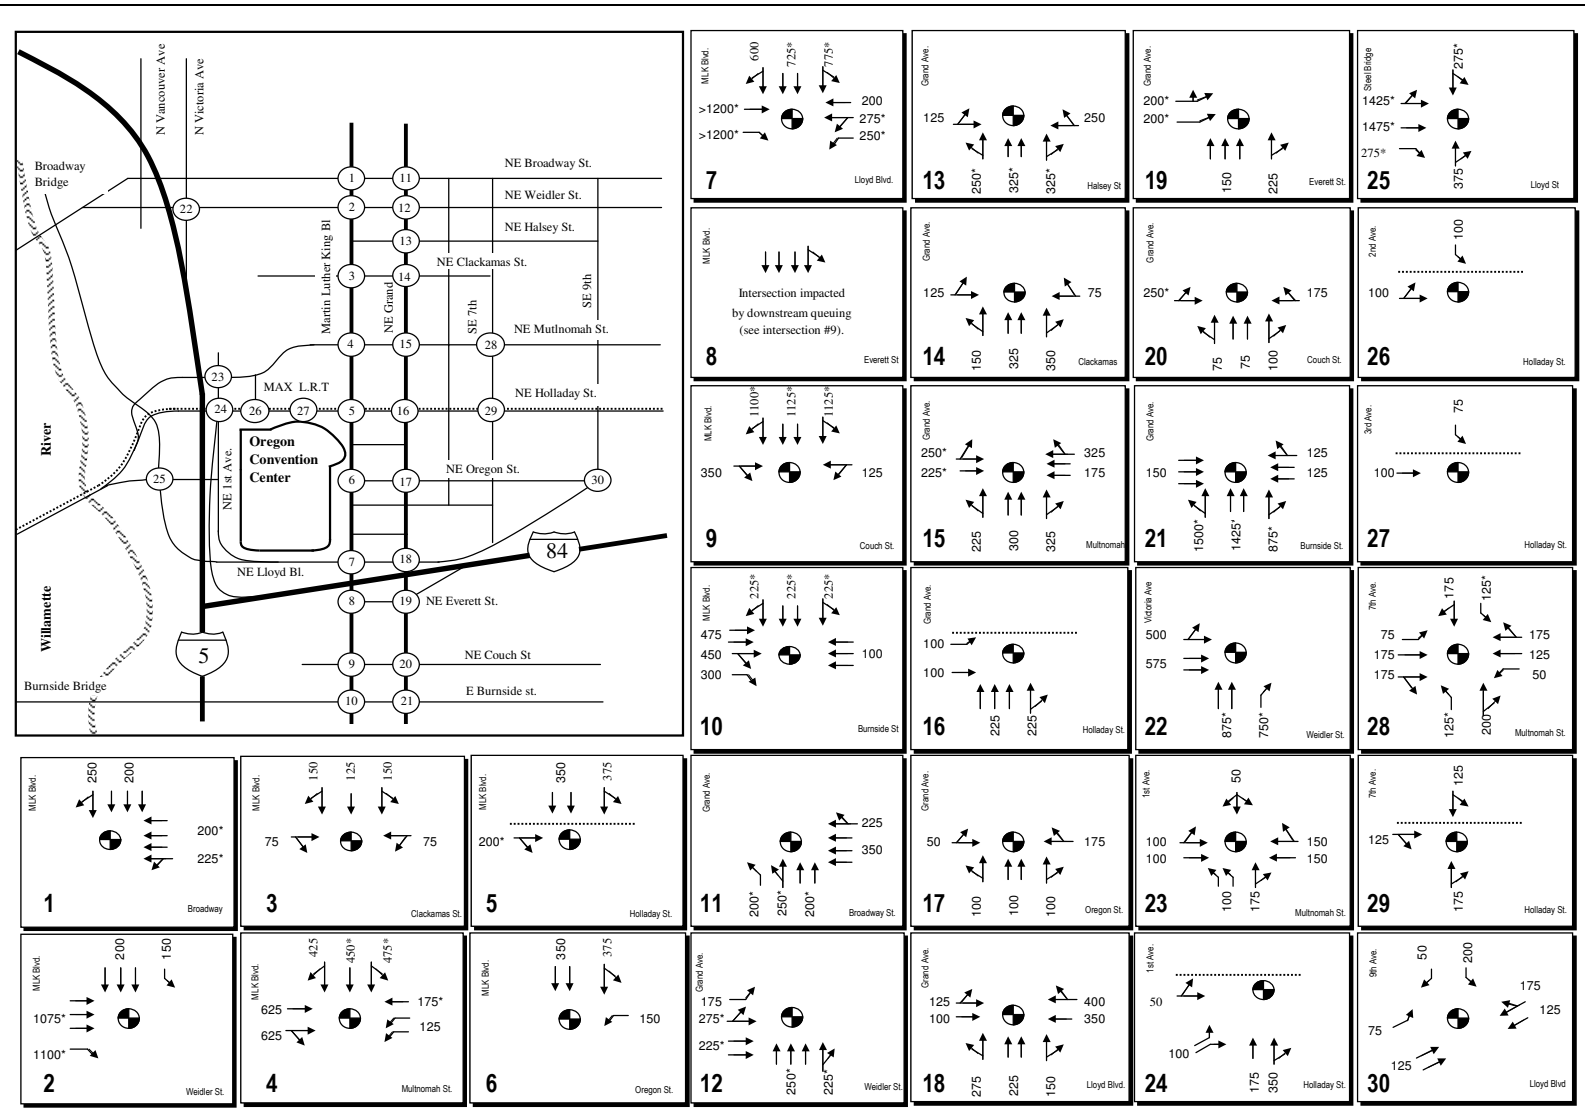 N Vancouver Ave
N Victoria Ave
Broadway
Bridge
NE Broadway St.
NE Weidler St.
NE Halsey St.
NE Clackamas St.
Martin Luther King Bl
NE Grand
SE 7th
SE 9th
NE Mutlnomah St.
MAX L.R.T
NE Holladay St.
River
Oregon
Convention
Center
NE 1st Ave.
NE Oregon St.
84
NE Lloyd Bl.
NE Everett St.
Willamette
5
NE Couch St
Burnside Bridge
E Burnside st.
1 11
2 12
22
13
3 14
4 15 28
23
24 26 27 5 16 29
25
6 17 30
7 18
8 19
9 20
10 21
MLK Blvd.
600 725* 775*
>1200* 200
275*
>1200* 250*
7 Lloyd Blvd.
Grand Ave.
125 250
250* 325* 325*
13 Halsey St
Grand Ave.
200*
200*
150 225
19 Everett St.
Steel Bridge
275*
1425*
1475*
275*
375
25 Lloyd St
MLK Blvd.
Intersection impacted
by downstream queuing
(see intersection #9).
8 Everett St
Grand Ave.
125 75
150 325 350
14 Clackamas
Grand Ave.
250* 175
75 75 100
20 Couch St.
2nd Ave.
100
100
26 Holladay St.
MLK Blvd.
1100* 1125* 1125*
350 125
9 Couch St.
Grand Ave.
250* 325
225* 175
225 300 325
15 Multnomah
Grand Ave.
125
150 125
1500* 1425* 875*
21 Burnside St.
3rd Ave.
75
100
27 Holladay St.
MLK Blvd.
225* 225* 225*
475
450 100
300
10 Burnside St
Grand Ave.
100
100
225 225
16 Holladay St.
Victoria Ave
500
575
875* 750*
22 Weidler St.
7th Ave.
175 125*
75 175
175 125
175 50
125* 200
28 Multnomah St.
MLK Blvd.
250 200
200*
225*
1 Broadway
MLK Blvd.
150 125 150
75 75
3 Clackamas St.
MLK Blvd.
350 375
200*
5 Holladay St.
Grand Ave.
225
350
200* 250* 200*
11 Broadway St.
Grand Ave.
50 175
100 100 100
17 Oregon St.
1st Ave.
50
100 150
100 150
100 175
23 Multnomah St.
7th Ave.
125
125
175
29 Holladay St.
MLK Blvd.
200 150
1075*
1100*
2 Weidler St.
MLK Blvd.
425 450* 475*
625 175*
625 125
4 Multnomah St.
MLK Blvd.
350 375
150
6 Oregon St.
Grand Ave.
175
275*
225*
250* 225*
12 Weidler St.
Grand Ave.
125 400
100 350
275 225 150
18 Lloyd Blvd.
1st Ave.
50
100
175 350
24 Holladay St.
9th Ave.
50 200
175
125
75
125
30 Lloyd Blvd